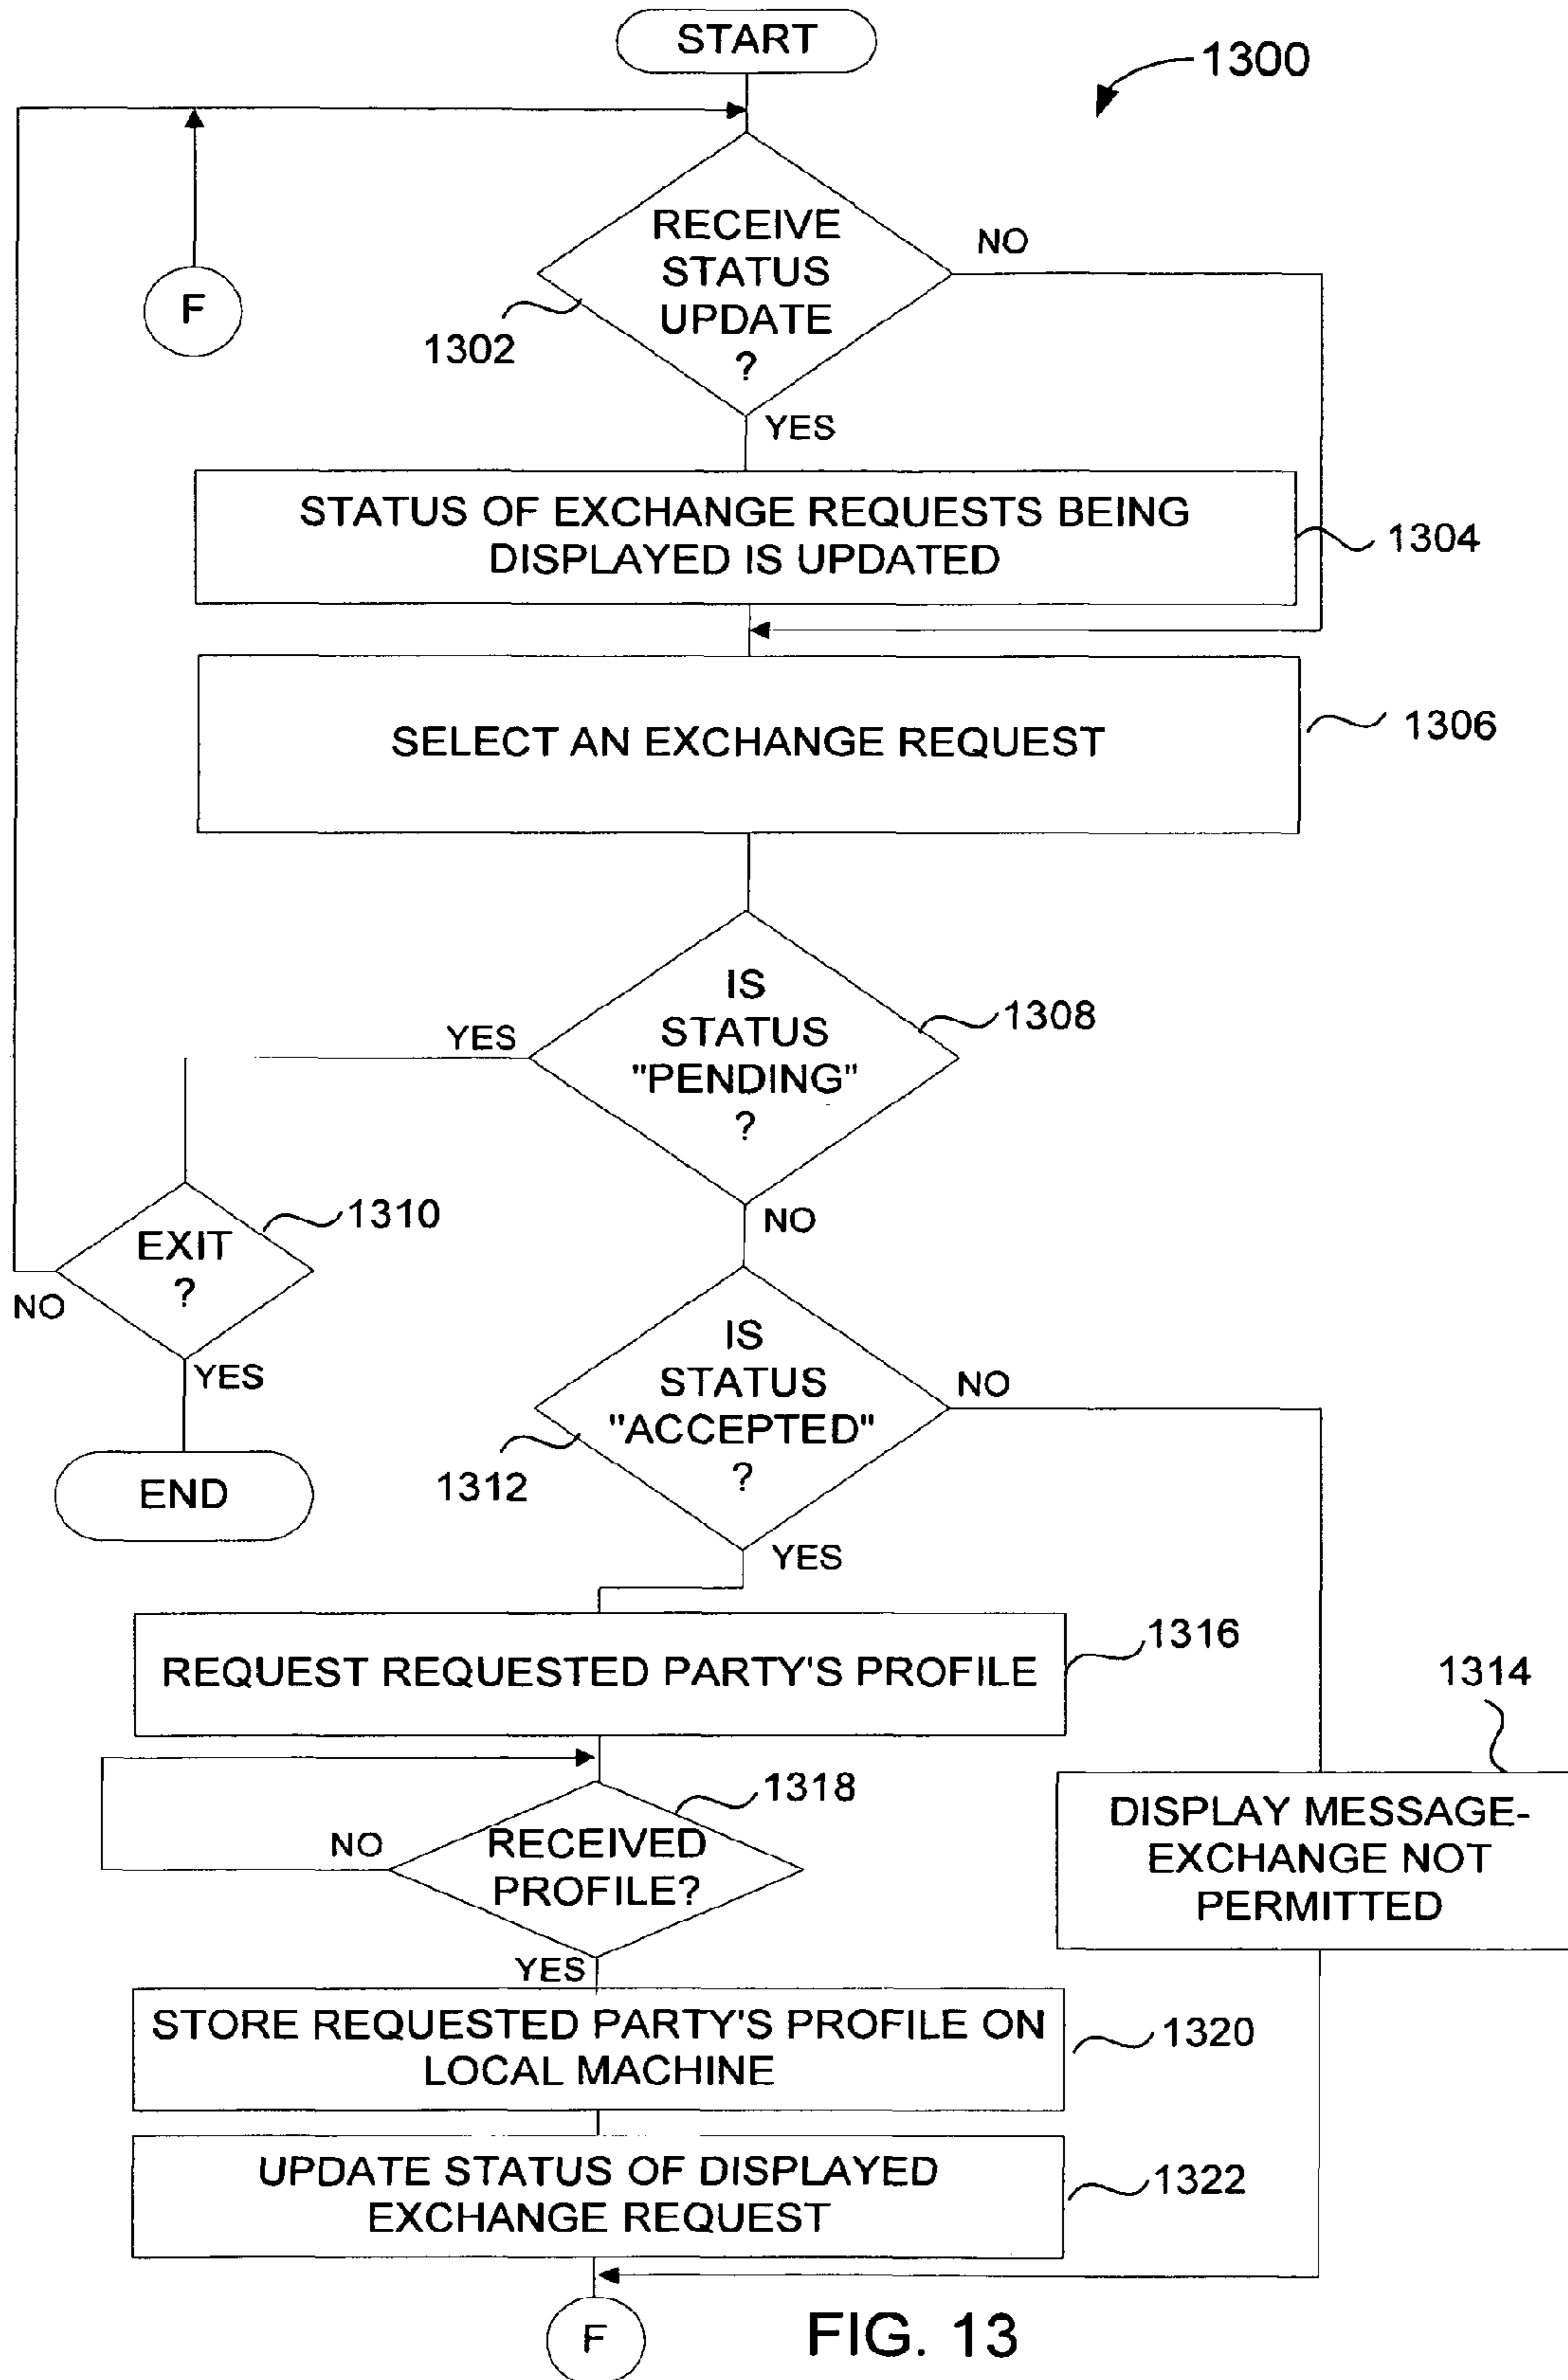 START
1300
RECEIVE
STATUS
UPDATE
?
NO
F
1302
YES
STATUS OF EXCHANGE REQUESTS BEING
DISPLAYED IS UPDATED
1304
SELECT AN EXCHANGE REQUEST
1306
IS
STATUS
"PENDING"
?
YES
1308
NO
EXIT
?
1310
NO
YES
END
IS
STATUS
"ACCEPTED"
?
NO
1312
YES
REQUEST REQUESTED PARTY'S PROFILE
1316
1314
RECEIVED
PROFILE?
1318
NO
YES
DISPLAY MESSAGE-
EXCHANGE NOT
PERMITTED
STORE REQUESTED PARTY'S PROFILE ON
LOCAL MACHINE
1320
UPDATE STATUS OF DISPLAYED
EXCHANGE REQUEST
1322
F
FIG. 13